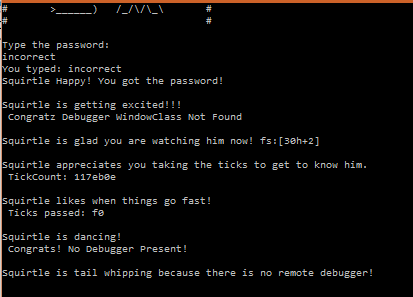 #       >______)   /_/\/\_\       #
#                                 #
Type the password:
incorrect
You typed: incorrect
Squirtle Happy! You got the password!
Squirtle is getting excited!!!
Congratz Debugger WindowClass Not Found
Squirtle is glad you are watching him now! fs:[30h+2]
Squirtle appreciates you taking the ticks to get to know him.
TickCount: 117eb0e
Squirtle likes when things go fast!
Ticks passed: f0
Squirtle is dancing!
Congrats! No Debugger Present!
Squirtle is tail whipping because there is no remote debugger!